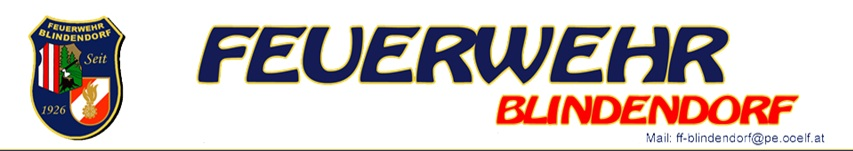 FEUERWEHR
BLINDENDORF
Seit
1926
FEUERWEHR
BLINDENDORF
Mail: ff-blindendorf@pe.ooelf.at